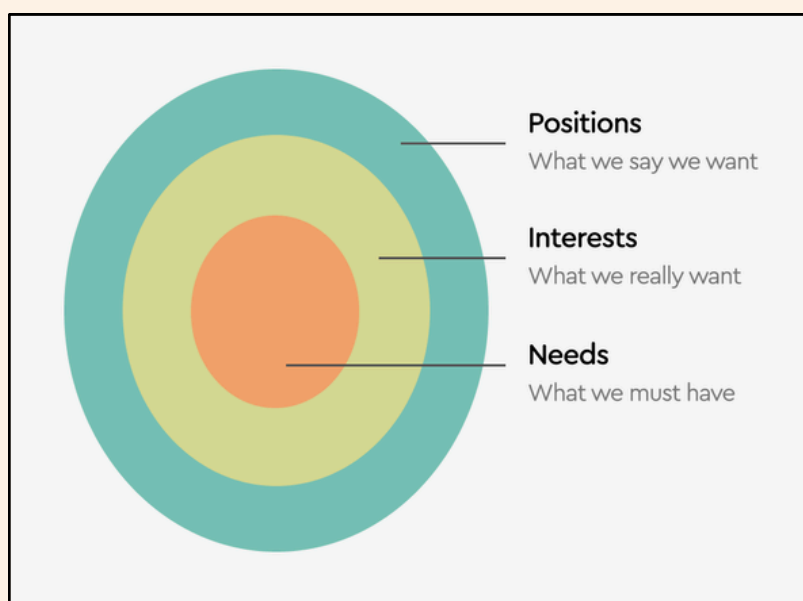 Positions
What we say we want
Interests
What we really want
Needs
What we must have